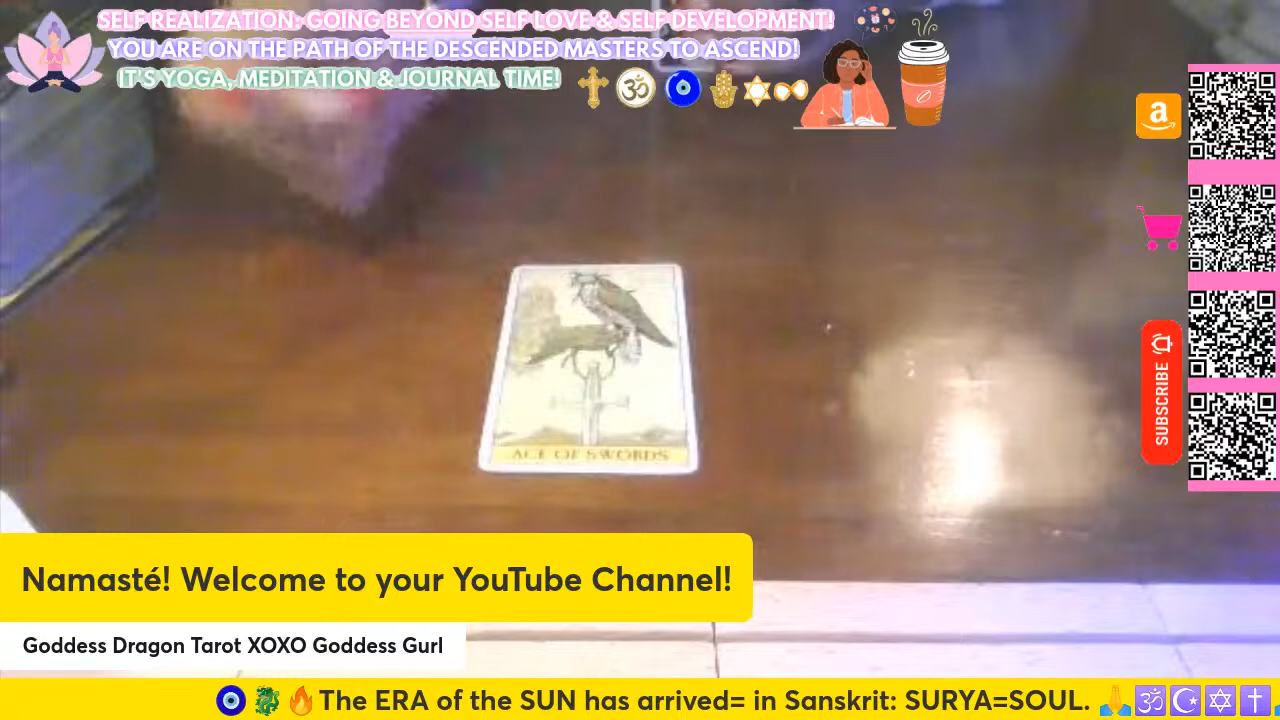 SELF REALIZATION: GOING BEYOND SELF LOVE & SELF DEVELOPMENT!
YOU ARE ON THE PATH OF THE DESCENDED MASTERS TO ASCEND!
IT'S YOGA, MEDITATION & JOURNAL TIME!
SUBSCRIBE
ACE OF SWORDS
Namasté! Welcome to your YouTube Channel!
Goddess Dragon Tarot XOXO Goddess Gurl
The ERA of the SUN has arrived= in Sanskrit: SURYA=SOUL.